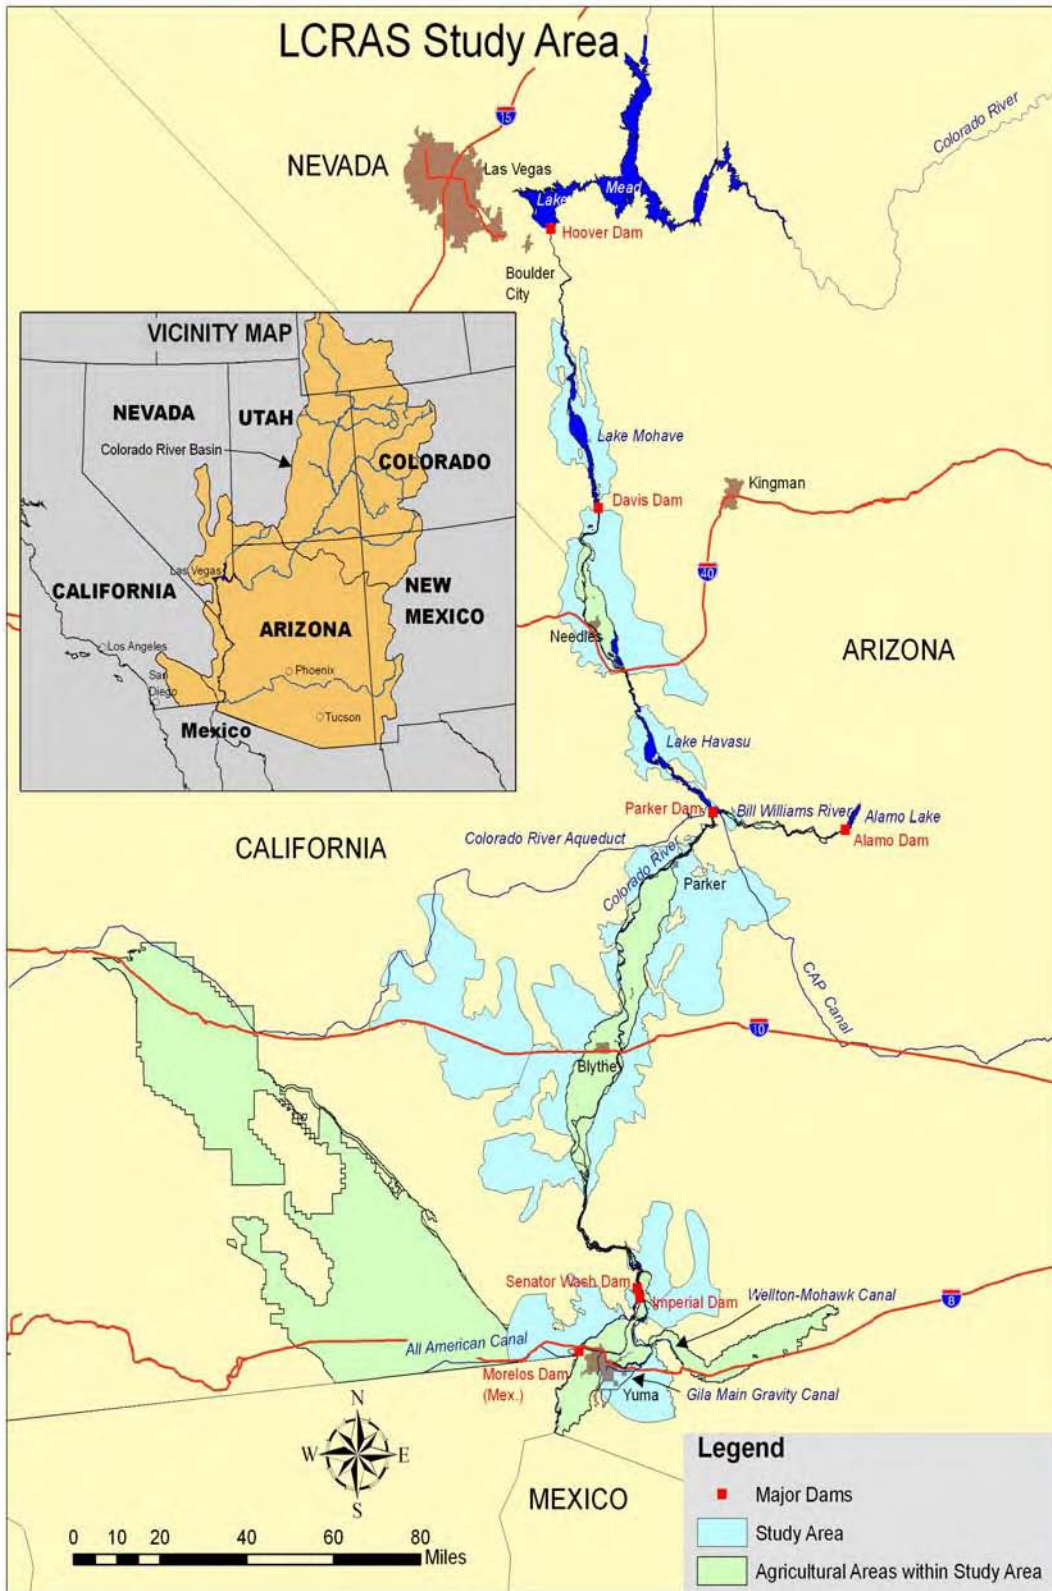 LCRAS Study Area
Colorado River
15
NEVADA
Las Vegas
Lake Mead
Hoover Dam
Boulder
City
VICINITY MAP
NEVADA
UTAH
Colorado River Basin
COLORADO
Las Vegas
CALIFORNIA
NEW
MEXICO
ARIZONA
Los Angeles
San
Diego
Phoenix
Tucson
Mexico
Lake Mohave
Kingman
Davis Dam
40
Needles
ARIZONA
Lake Havasu
Parker Dam
Bill Williams River
Alamo Lake
Alamo Dam
CALIFORNIA
Colorado River Aqueduct
Colorado River
Parker
CAP Canal
10
Blythe
Senator Wash Dam
Imperial Dam
Wellton-Mohawk Canal
8
All American Canal
Morelos Dam
(Mex.)
Yuma
Gila Main Gravity Canal
N
W
E
S
MEXICO
0 10 20 40 60 80
Miles
Legend
Major Dams
Study Area
Agricultural Areas within Study Area